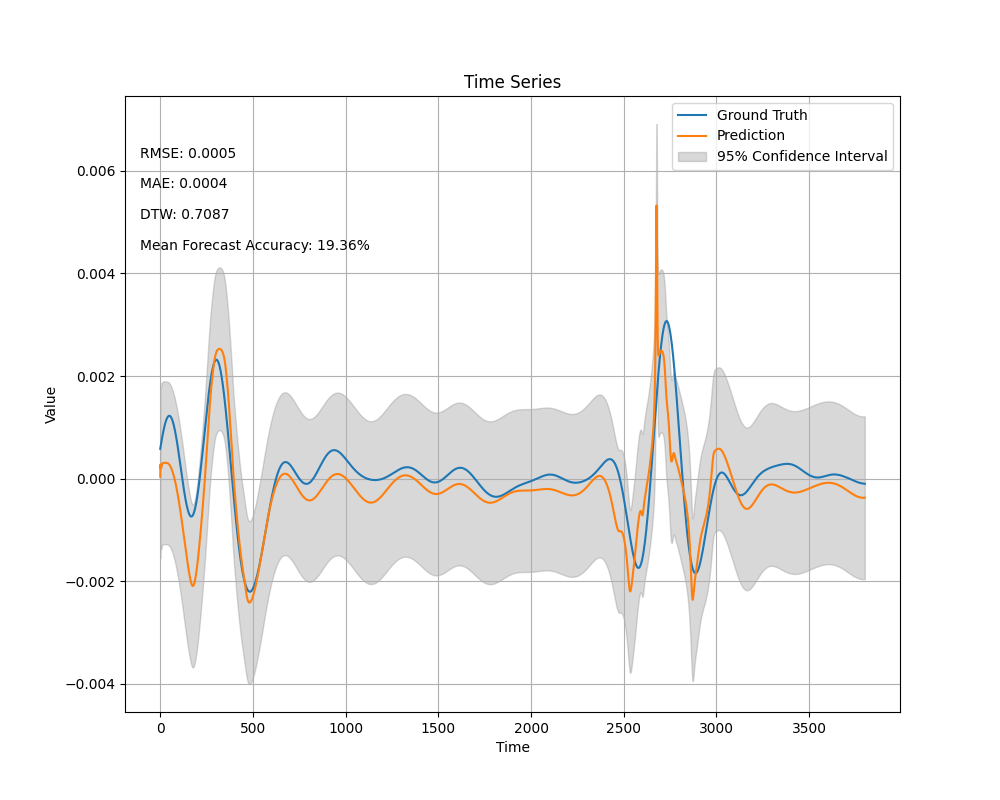 Time Series
Ground Truth
Prediction
95% Confidence Interval
RMSE: 0.0005
MAE: 0.0004
DTW: 0.7087
Mean Forecast Accuracy: 19.36%
0.006
0.004
0.002
0.000
−0.002
−0.004
Value
0 500 1000 1500 2000 2500 3000 3500
Time